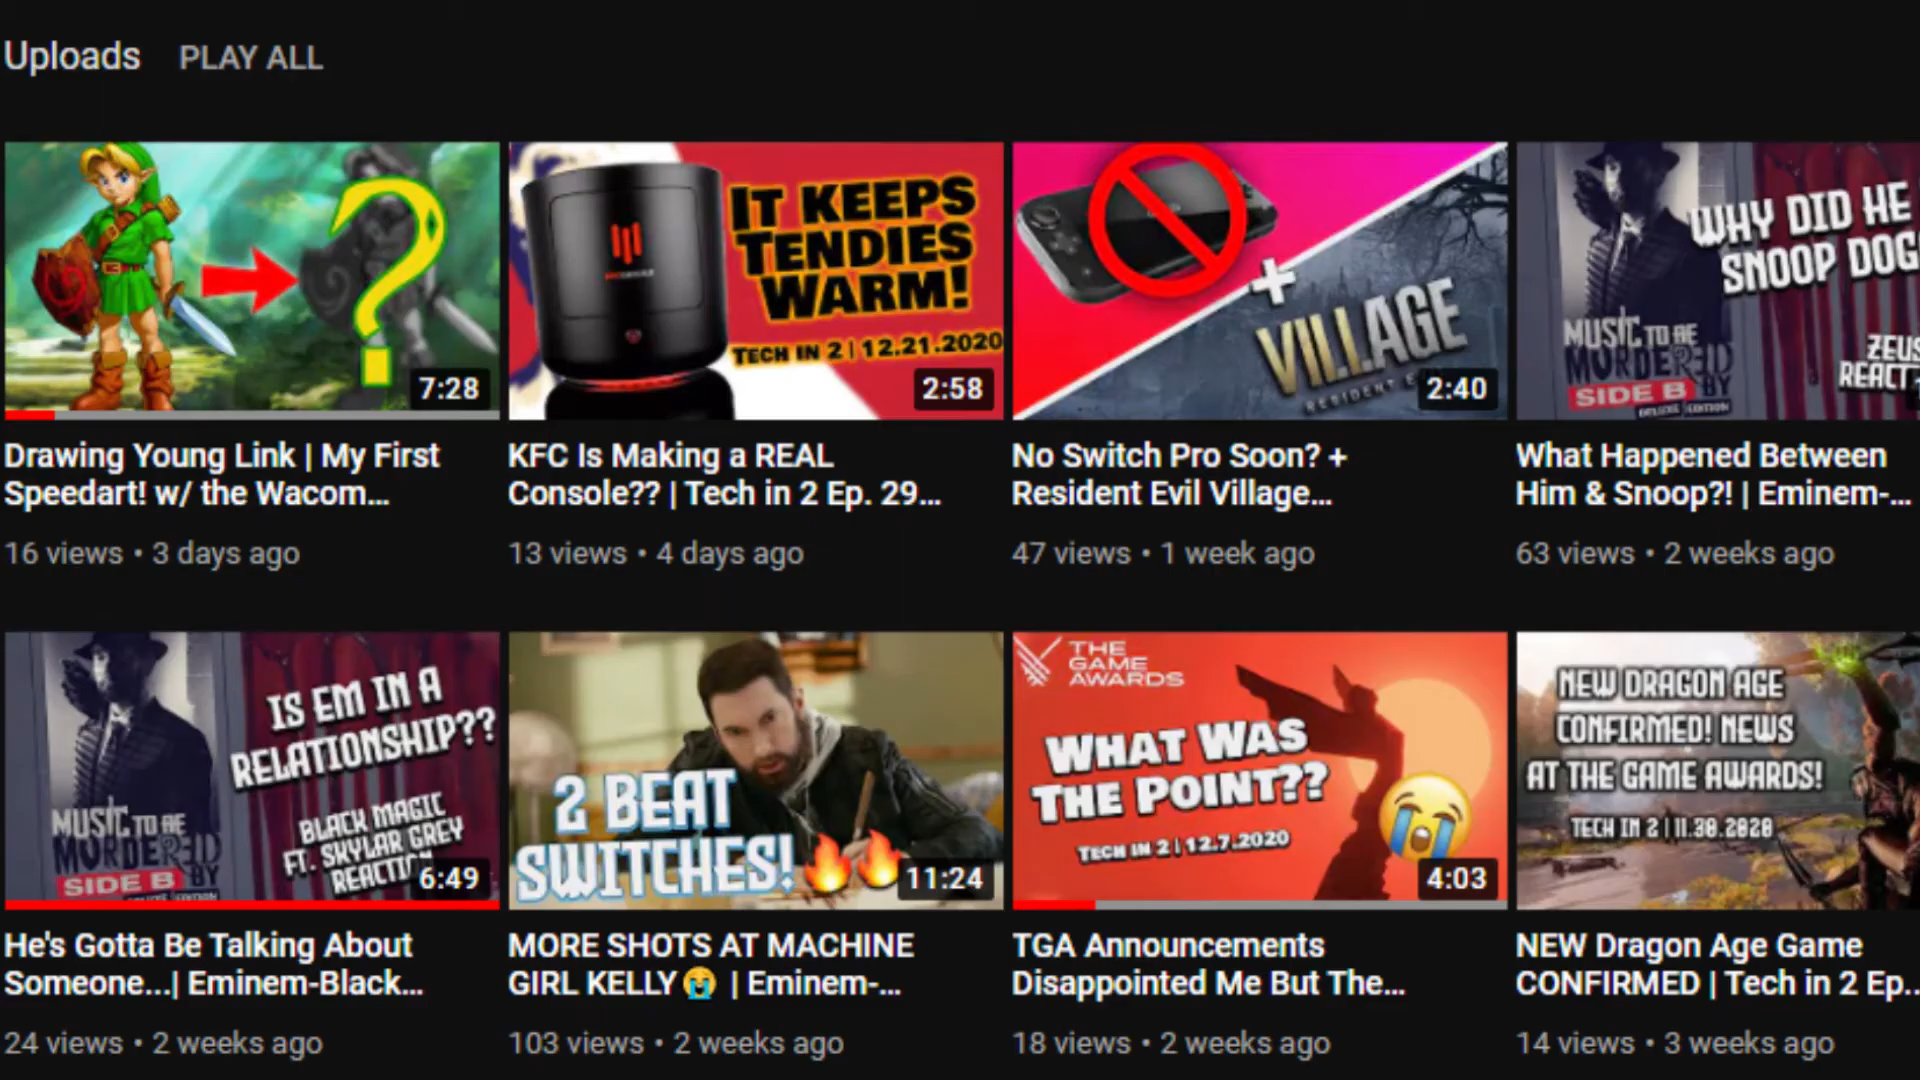 Uploads PLAY ALL
IT KEEPS
TENDIES
WARM!
TECH IN 2 | 12.21.2020
7:28
2:58
+
VILLAGE
RESIDENT E
2:40
WHY DID HE
SNOOP DOG
MUSIC TO BE
MURDERED
SIDE B BY
DELUXE EDITION
ZEUS
REACT
Drawing Young Link | My First
Speedart! w/ the Wacom...
16 views • 3 days ago
KFC Is Making a REAL
Console?? | Tech in 2 Ep. 29...
13 views • 4 days ago
No Switch Pro Soon? +
Resident Evil Village...
47 views • 1 week ago
What Happened Between
Him & Snoop?! | Eminem-...
63 views • 2 weeks ago
IS EM IN A
RELATIONSHIP??
BLACK MAGIC
FT. SKYLAR GREY
REACTION
MUSIC TO BE
MURDERED
SIDE B BY
DELUXE EDITION
6:49
2 BEAT
SWITCHES!🔥🔥
11:24
THE
GAME
AWARDS
WHAT WAS
THE POINT??
TECH IN 2 | 12.7.2020
4:03
NEW DRAGON AGE
CONFIRMED! NEWS
AT THE GAME AWARDS!
TECH IN 2 | 11.30.2020
He's Gotta Be Talking About
Someone...| Eminem-Black...
24 views • 2 weeks ago
MORE SHOTS AT MACHINE
GIRL KELLY😭 | Eminem-...
103 views • 2 weeks ago
TGA Announcements
Disappointed Me But The...
18 views • 2 weeks ago
NEW Dragon Age Game
CONFIRMED | Tech in 2 Ep..
14 views • 3 weeks ago